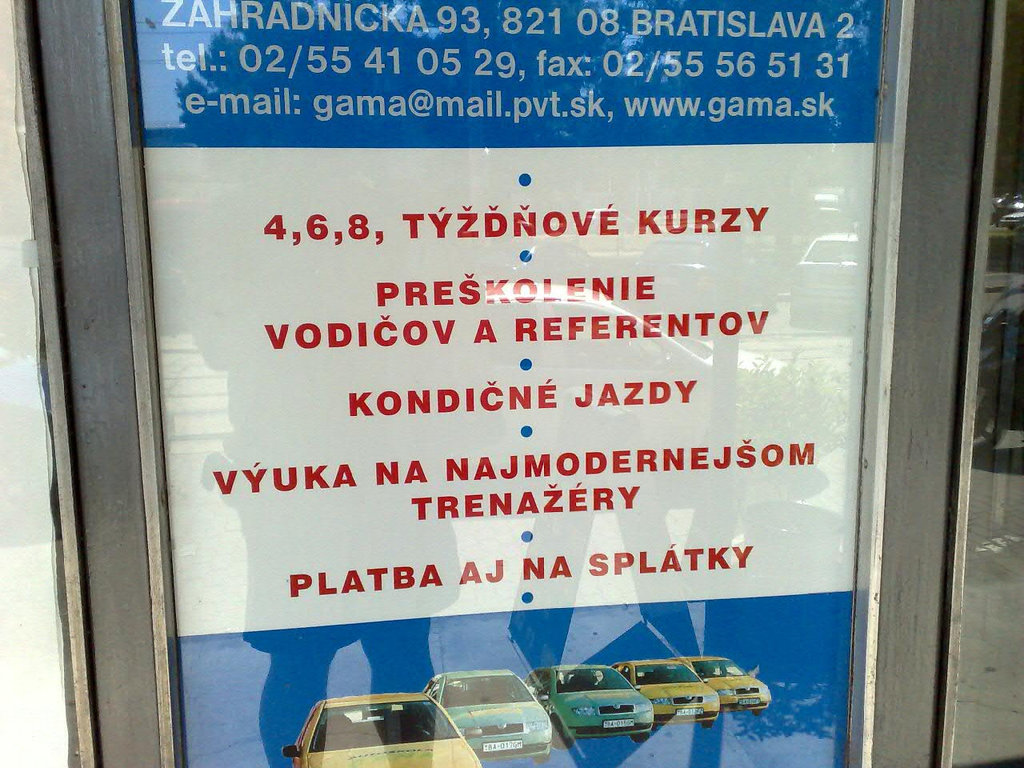 ZÁHRADNÍCKA 93, 821 08 BRATISLAVA 2
tel.: 02/55 41 05 29, fax: 02/55 56 51 31
e-mail: gama@mail.pvt.sk, www.gama.sk
4,6,8, TÝŽĎŇOVÉ KURZY
PREŠKOLENIE
VODIČOV A REFERENTOV
KONDIČNÉ JAZDY
VÝUKA NA NAJMODERNEJŠOM
TRENAŽÉRY
PLATBA AJ NA SPLÁTKY